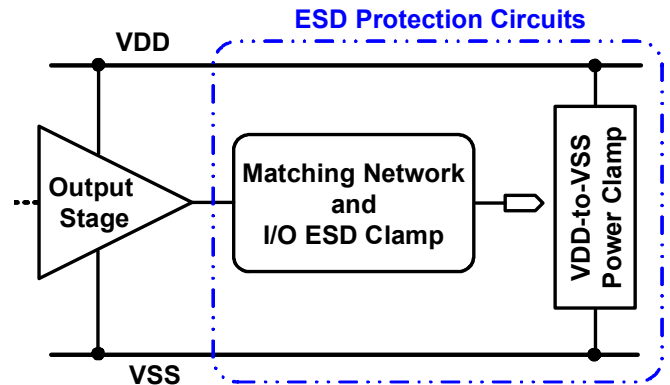 ESD Protection Circuits
VDD
Output
Stage
Matching Network
and
I/O ESD Clamp
VDD-to-VSS
Power Clamp
VSS